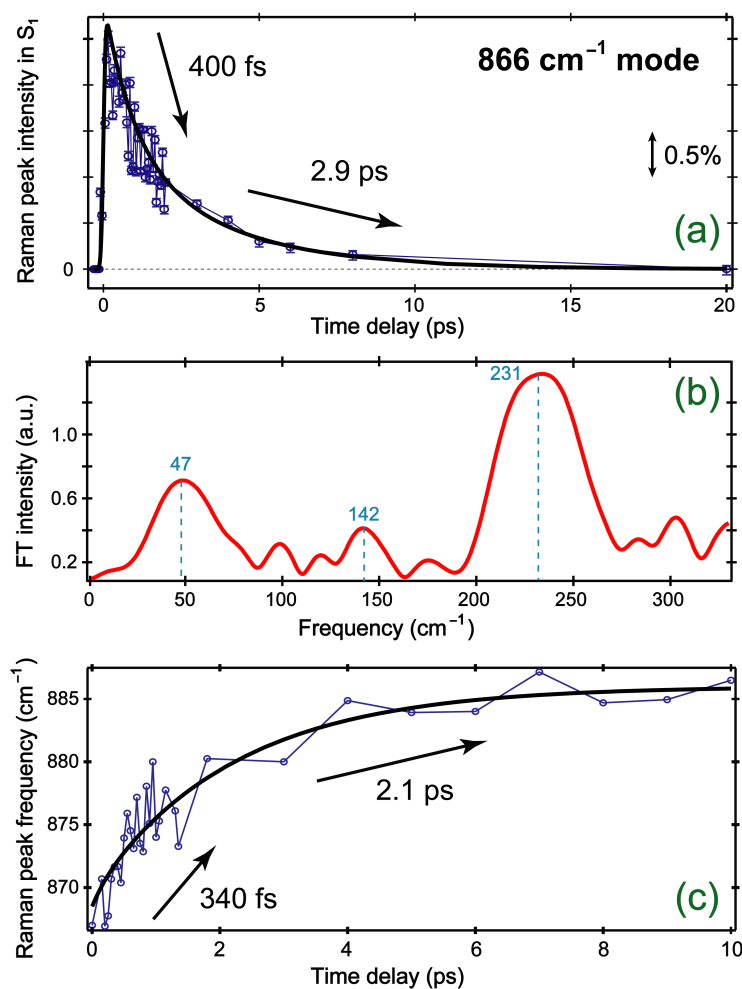 Raman peak intensity in S₁
400 fs
866 cm⁻¹ mode
2.9 ps
0.5%
(a)
0
0 5 10 15 20
Time delay (ps)
FT intensity (a.u.)
231
(b)
1.0
47
0.6
142
0.2
0 50 100 150 200 250 300
Frequency (cm⁻¹)
Raman peak frequency (cm⁻¹)
885
880
2.1 ps
875
870
340 fs
(c)
0 2 4 6 8 10
Time delay (ps)